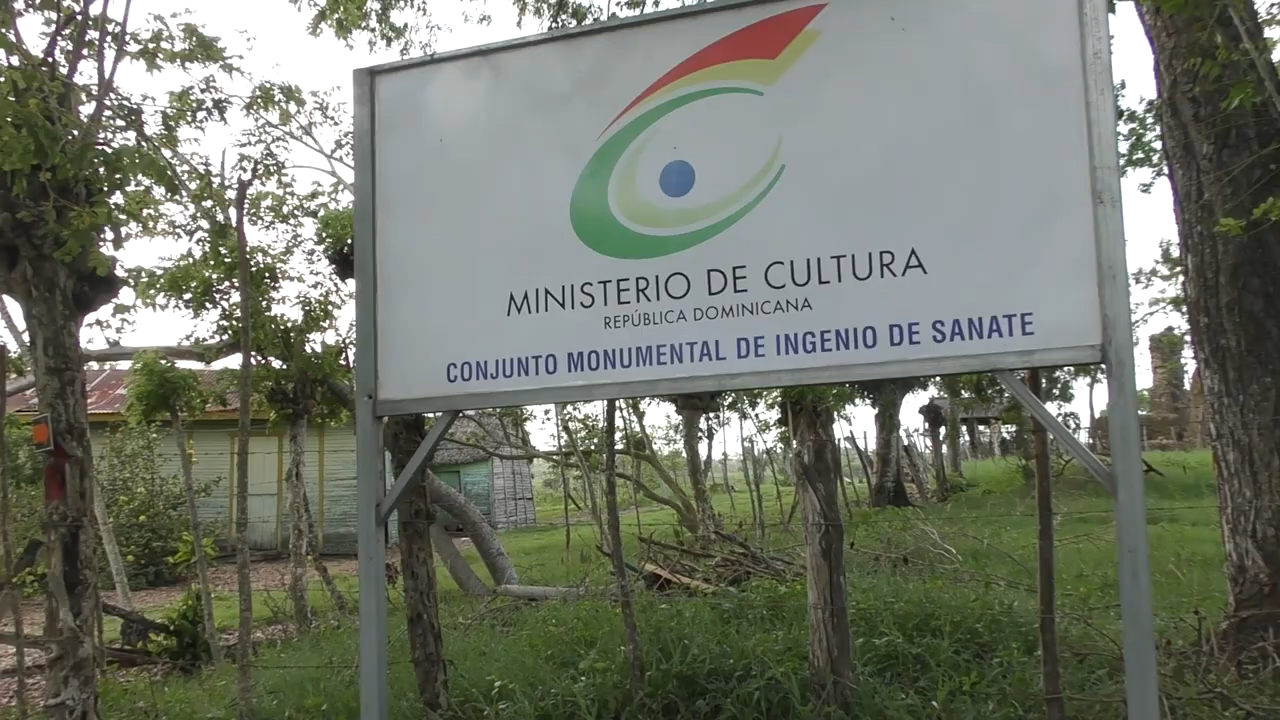 MINISTERIO DE CULTURA
REPÚBLICA DOMINICANA
CONJUNTO MONUMENTAL DE INGENIO DE SANATE